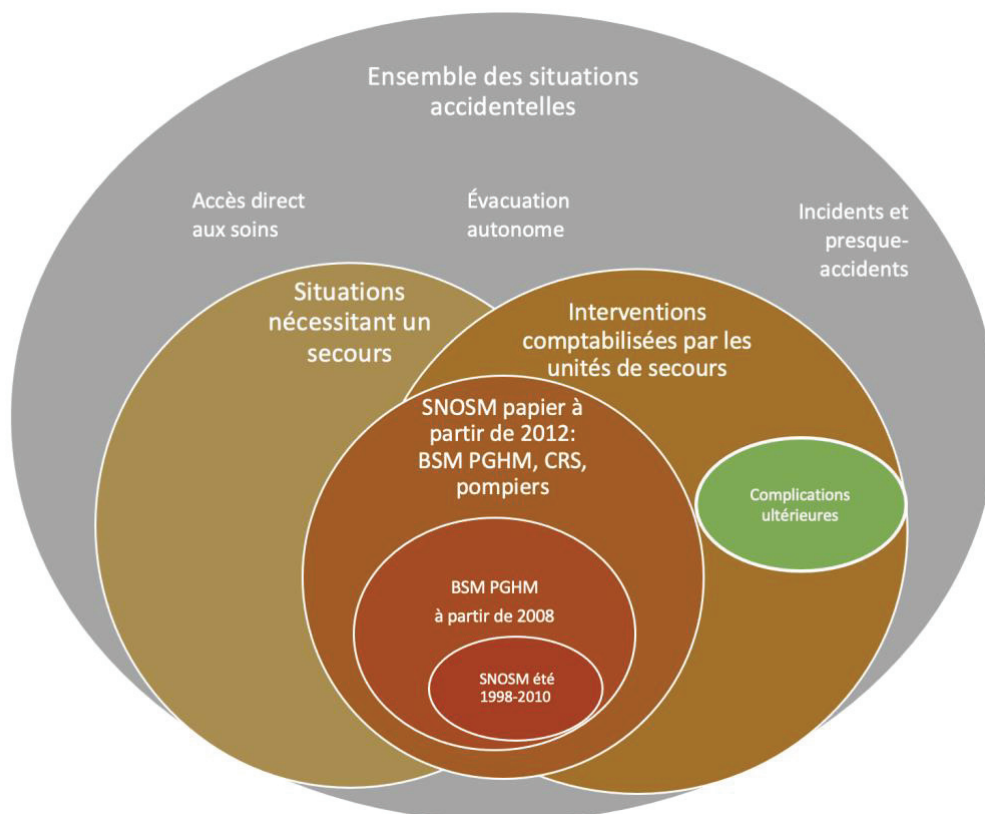 Ensemble des situations
accidentelles
Accès direct
aux soins
Évacuation
autonome
Incidents et
presque-
accidents
Situations
nécessitant un
secours
Interventions
comptabilisées par les
unités de secours
SNOSM papier à
partir de 2012:
BSM PGHM, CRS,
pompiers
Complications
ultérieures
BSM PGHM
à partir de 2008
SNOSM été
1998-2010